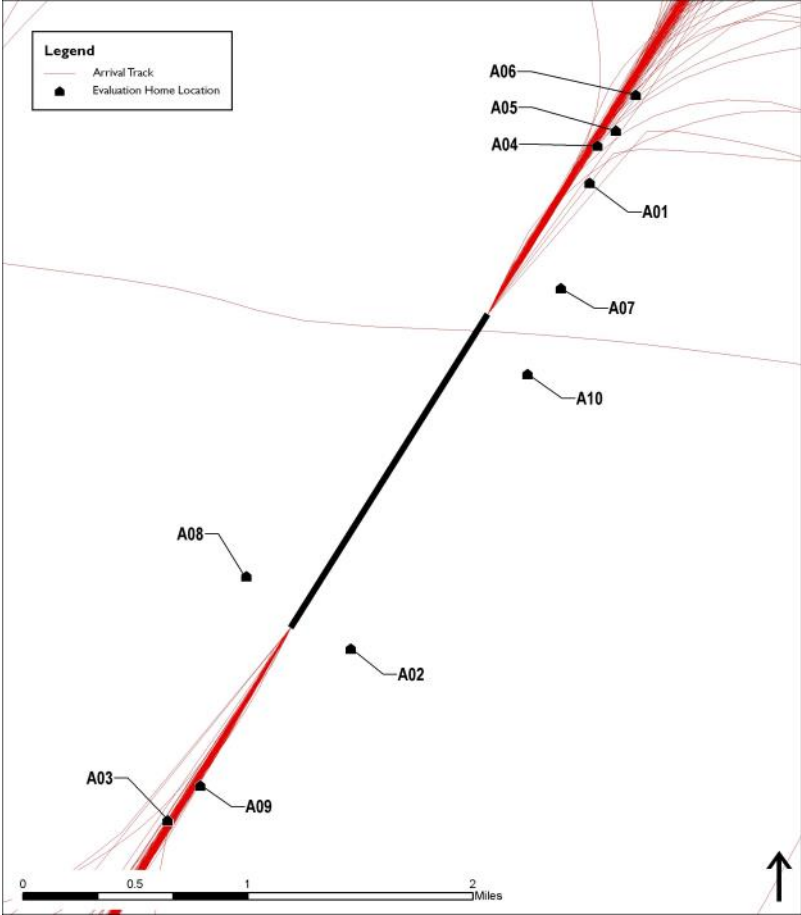 Legend
Arrival Track
Evaluation Home Location
A06
A05
A04
A01
A07
A10
A08
A02
A03
A09
0 0.5 1 2
Miles